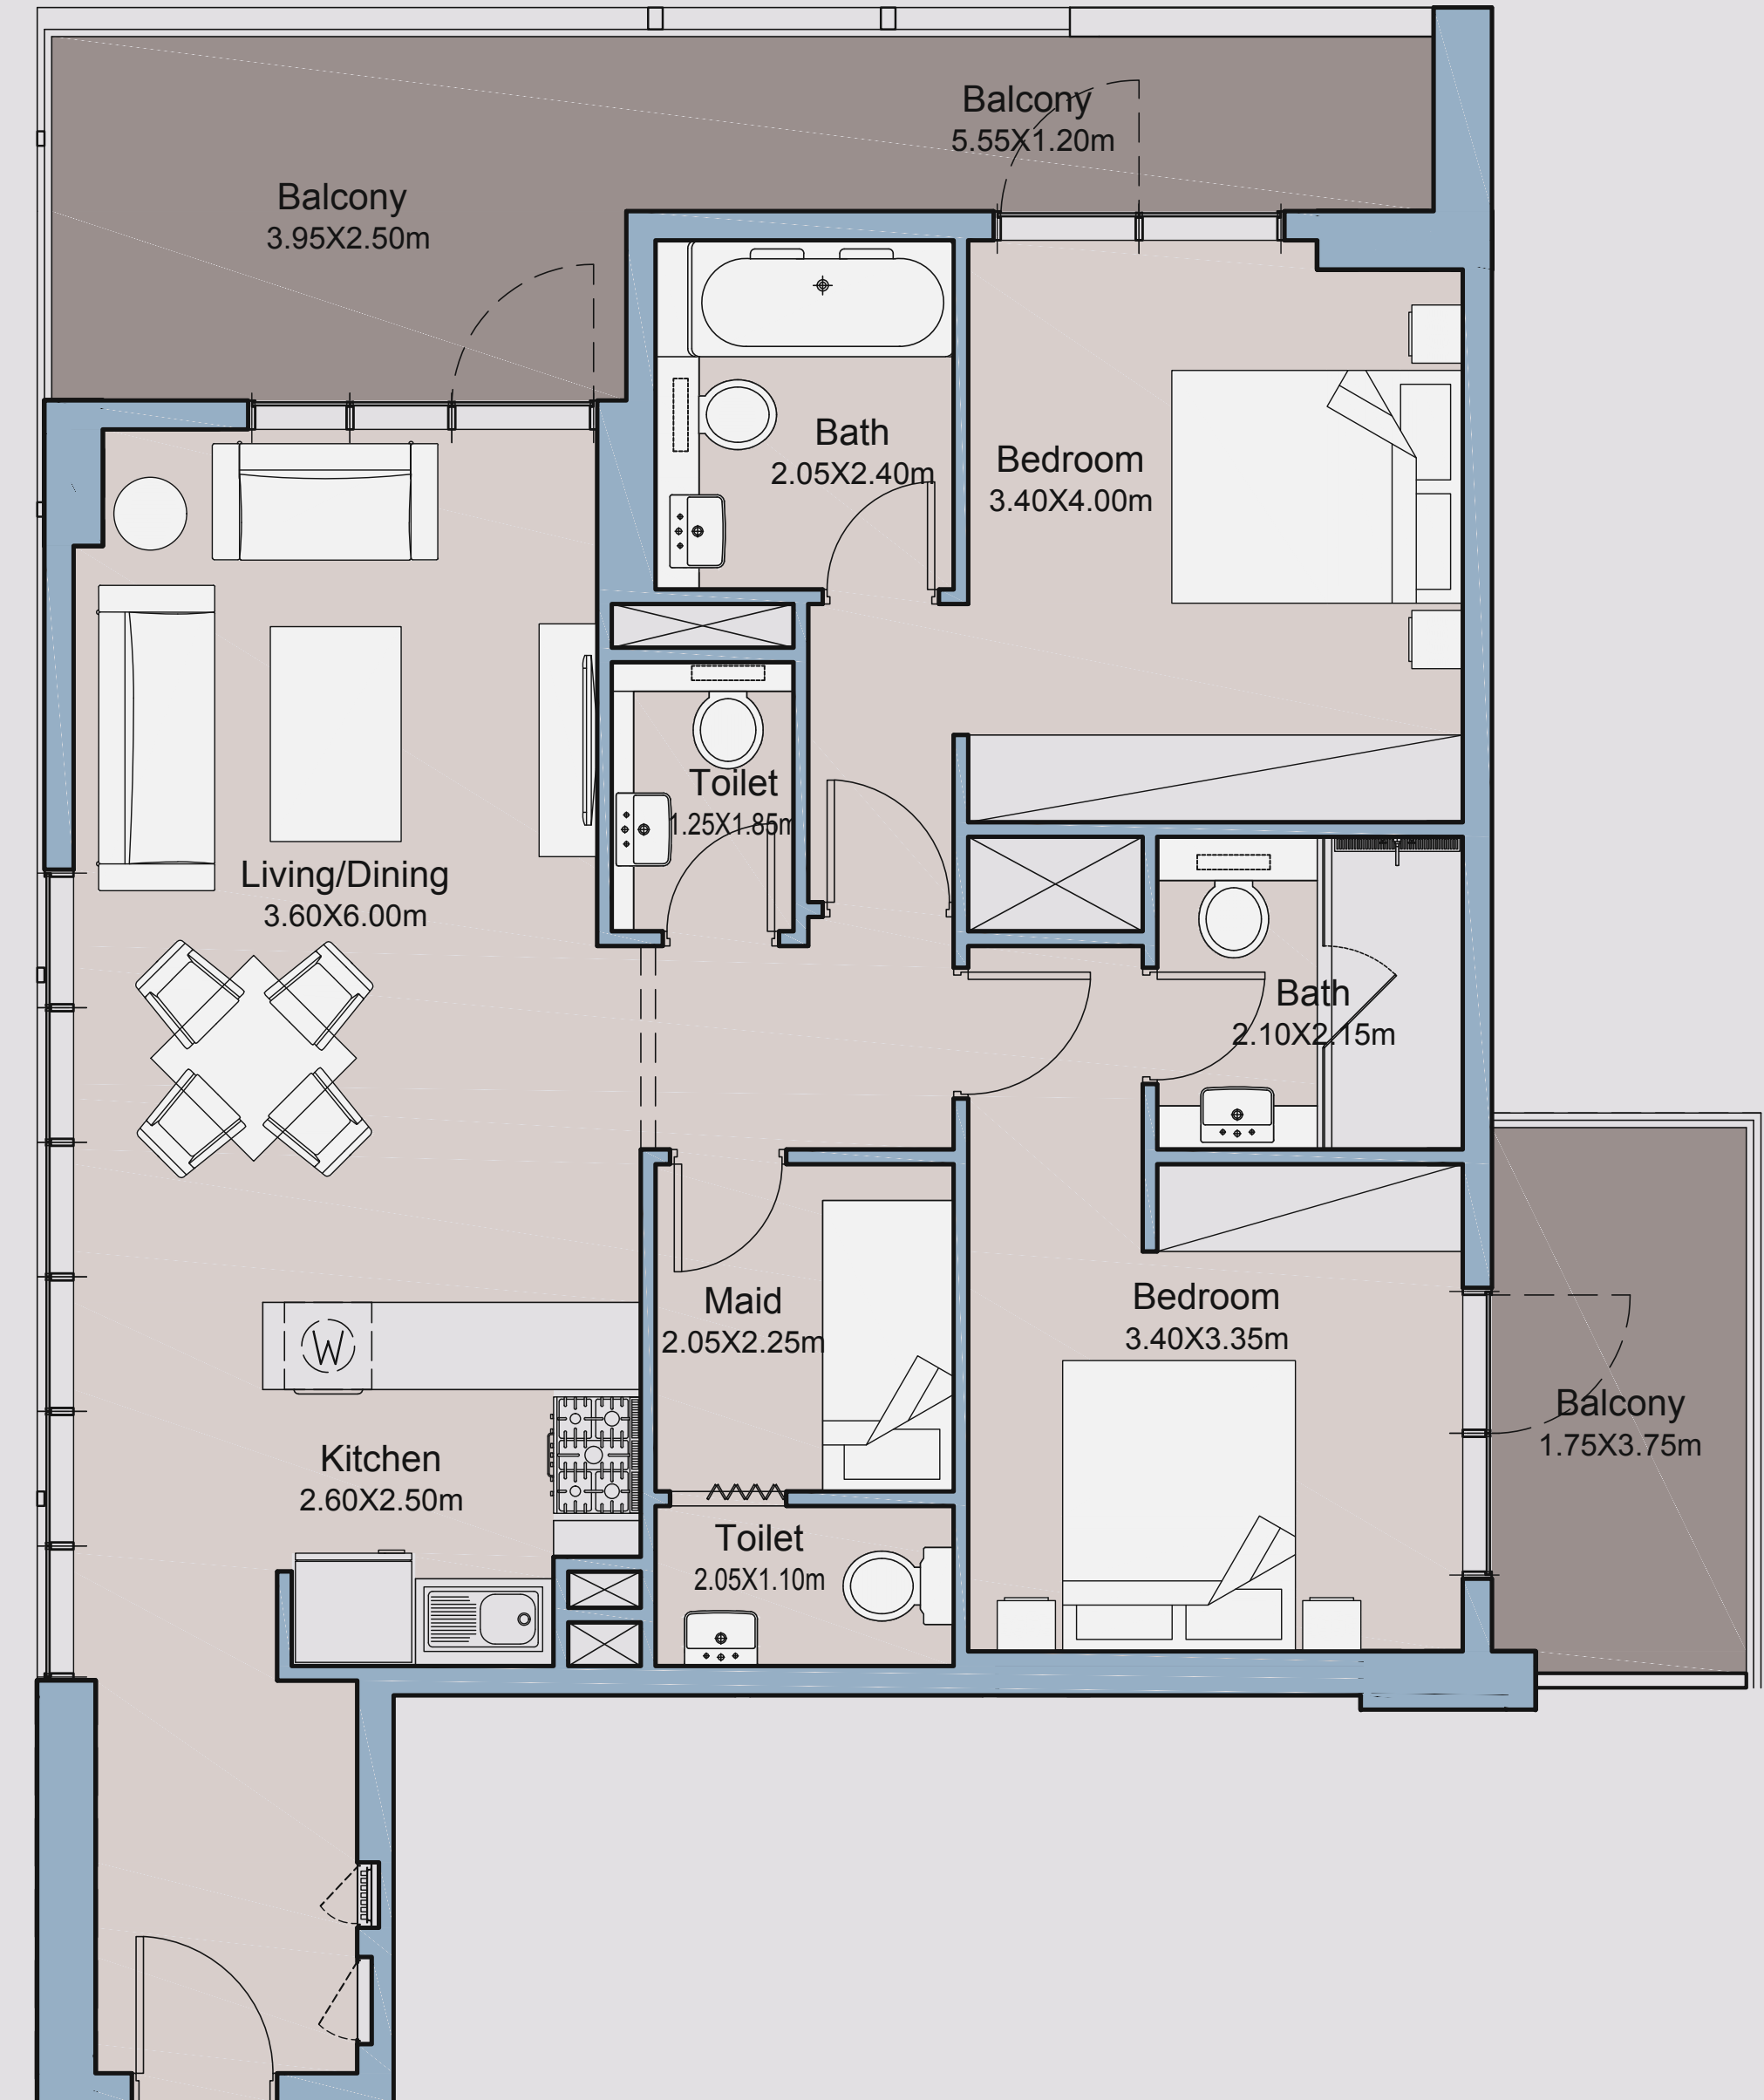 Balcony
5.55X1.20m
Balcony
3.95X2.50m
Bath
2.05X2.40m
Bedroom
3.40X4.00m
Toilet
1.25X1.85m
Living/Dining
3.60X6.00m
Bath
2.10X2.15m
Maid
2.05X2.25m
Bedroom
3.40X3.35m
W
Balcony
1.75X3.75m
Kitchen
2.60X2.50m
Toilet
2.05X1.10m